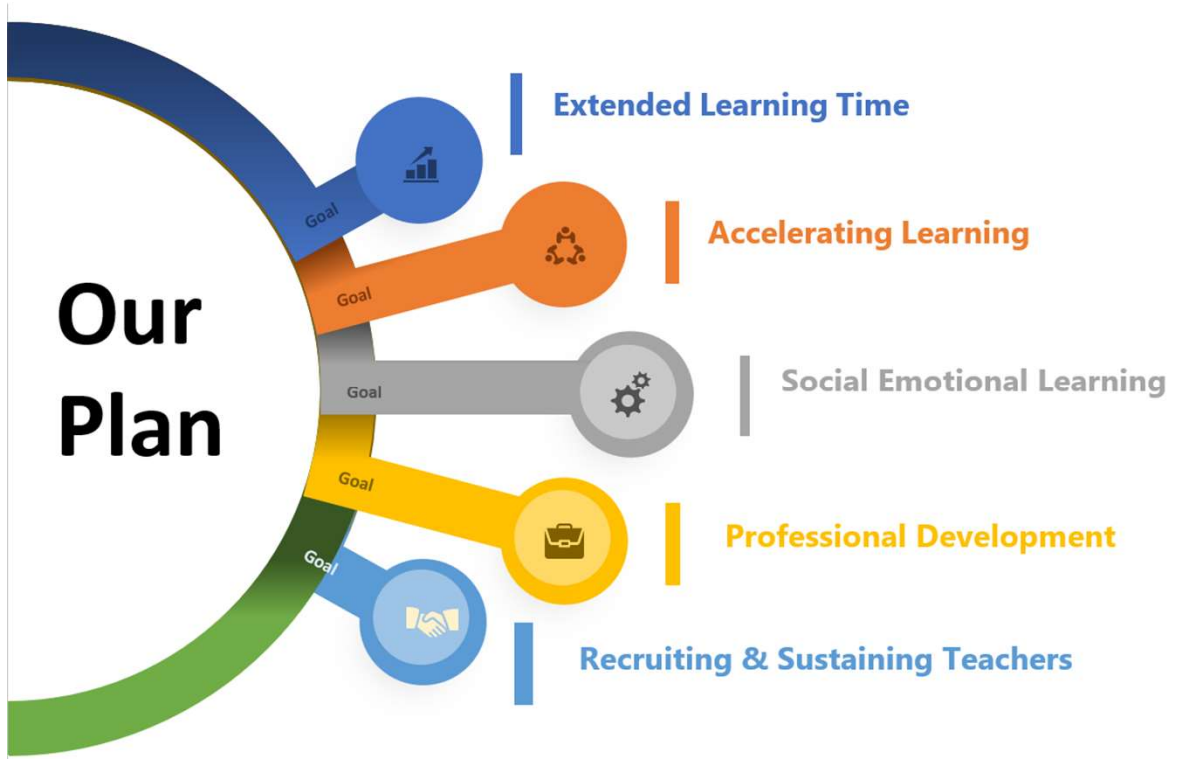 Our
Plan
Goal
Extended Learning Time
Goal
Accelerating Learning
Goal
Social Emotional Learning
Goal
Professional Development
Goal
Recruiting & Sustaining Teachers